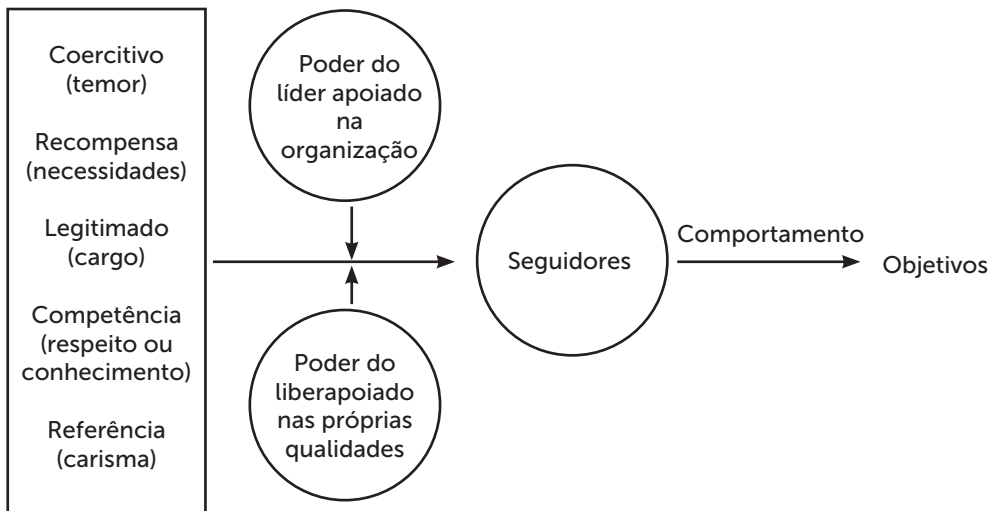 Coercitivo
(temor)
Recompensa
(necessidades)
Legitimado
(cargo)
Competência
(respeito ou
conhecimento)
Referência
(carisma)
Poder do
líder apoiado
na
organização
Poder do
liberapoiado
nas próprias
qualidades
Seguidores
Comportamento
Objetivos